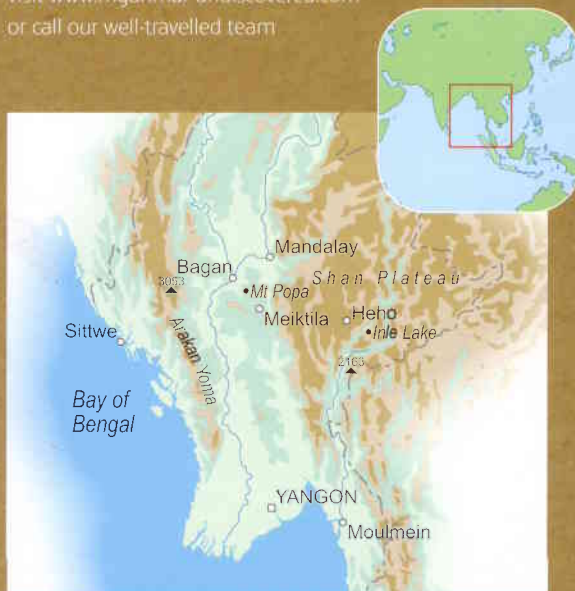 or call our well-travelled team
Mandalay
Bagan
Shan Plateau
3053
Mt Popa
Meiktila
Heho
Inle Lake
Sittwe
Arakan Yoma
2163
Bay of
Bengal
YANGON
Moulmein